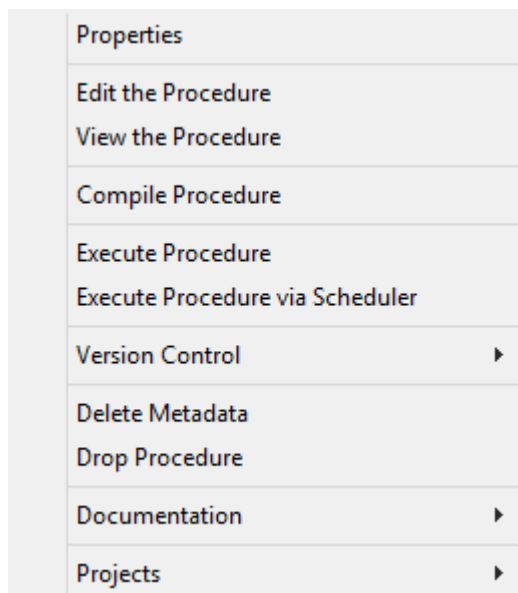 Properties
Edit the Procedure
View the Procedure
Compile Procedure
Execute Procedure
Execute Procedure via Scheduler
Version Control
Delete Metadata
Drop Procedure
Documentation
Projects